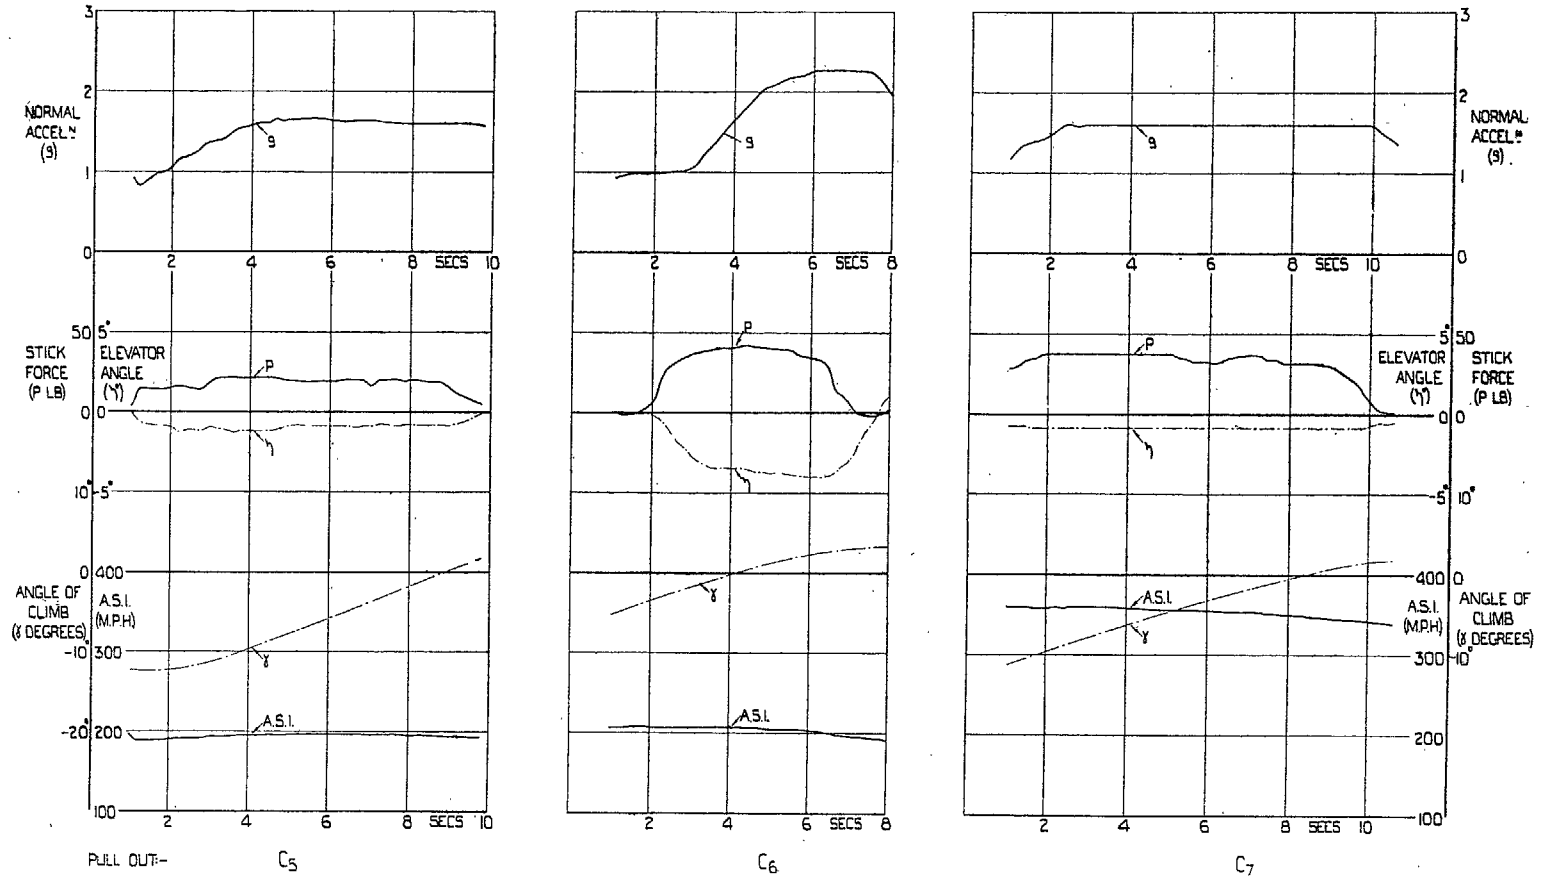 3
2
1
0
NORMAL
ACCEL.N
(g)
g
2 4 6 8 SECS 10
g
2 4 6 SECS 8
3
2
1
0
NORMAL
ACCEL.N
(g)
g
2 4 6 8 SECS 10
50 5°
0 0
10° -5°
STICK
FORCE
(P LB)
ELEVATOR
ANGLE
(η°)
P
η
P
η
P
η
5° 50
0 0
-5° 10°
ELEVATOR
ANGLE
(η°)
STICK
FORCE
(P LB)
0 400
-10° 300
-20° 200
100
ANGLE OF
CLIMB
(γ DEGREES)
A.S.I.
(M.P.H)
γ
A.S.I.
2 4 6 8 SECS 10
γ
A.S.I.
2 4 6 SECS 8
A.S.I.
γ
2 4 6 8 SECS 10
400 0
300 -10°
200
100
A.S.I.
(M.P.H)
ANGLE OF
CLIMB
(γ DEGREES)
PULL OUT:- C5 C6 C7